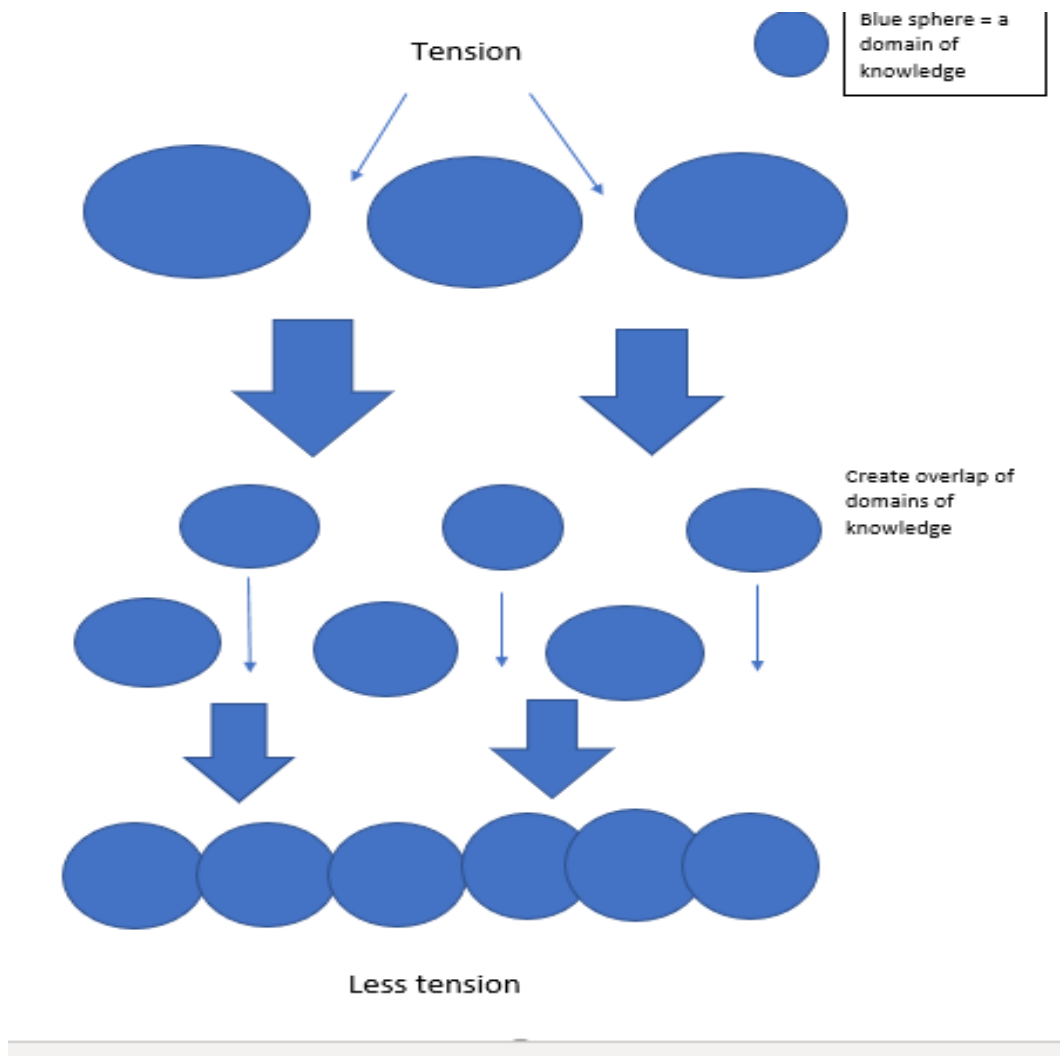 Tension
Blue sphere = a
domain of
knowledge
Create overlap of
domains of
knowledge
Less tension